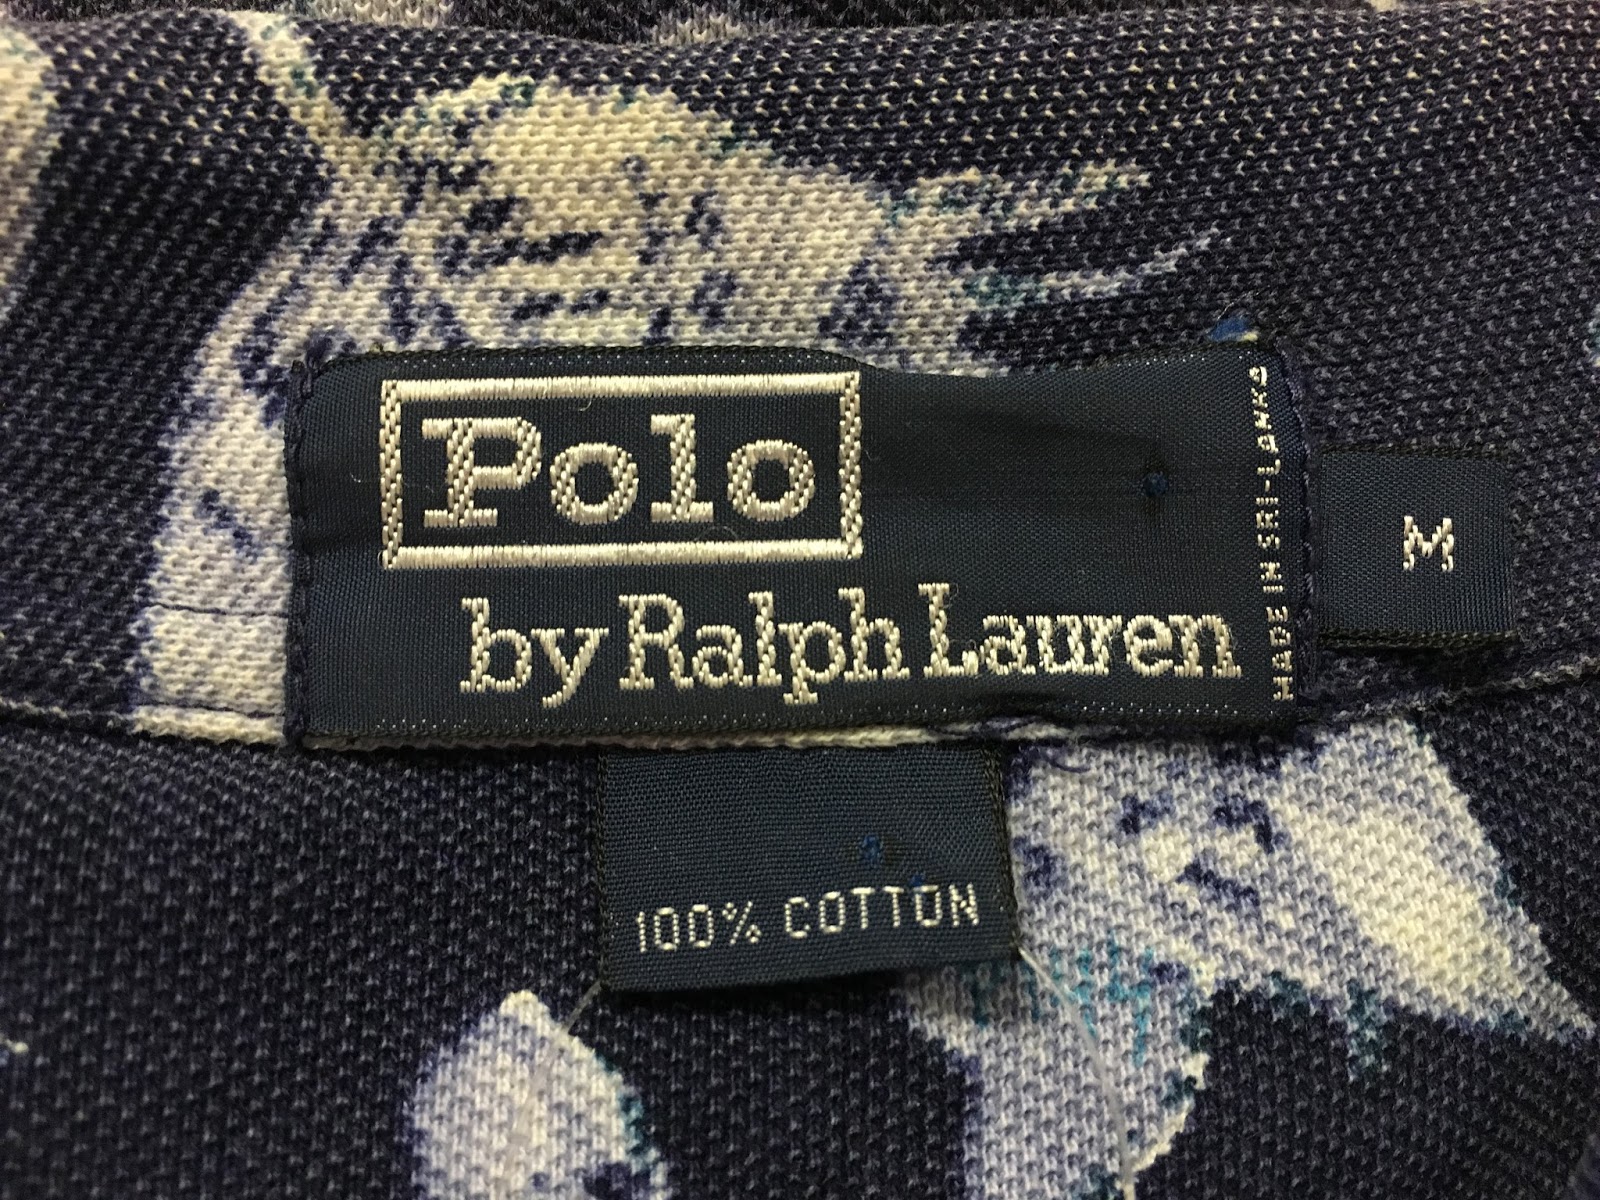 Polo
by Ralph Lauren
MADE IN SRI-LANKA
M
100% COTTON